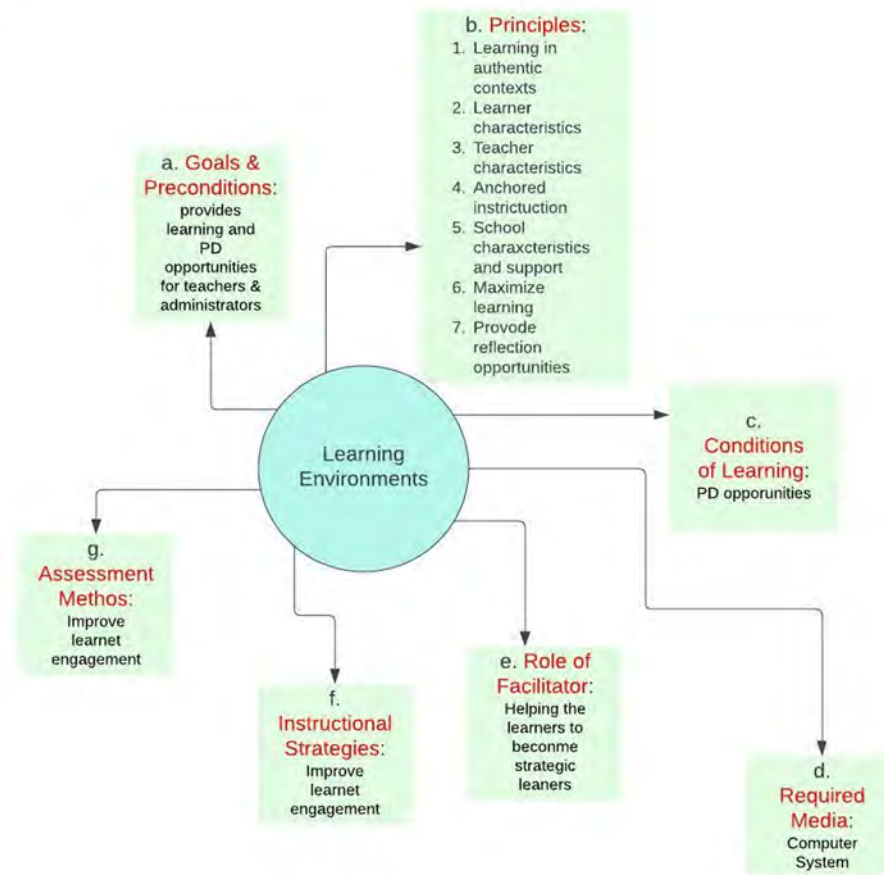 b. Principles:
1. Learning in
authentic
contexts
2. Learner
characteristics
3. Teacher
characteristics
4. Anchored
instrictuction
5. School
charaxcteristics
and support
6. Maximize
learning
7. Provode
reflection
opportunities
a. Goals &
Preconditions:
provides
learning and
PD
opportunities
for teachers &
administrators
Learning
Environments
c.
Conditions
of Learning:
PD opporunities
g.
Assessment
Methos:
Improve
learnet
engagement
f.
Instructional
Strategies:
Improve
learnet
engagement
e. Role of
Facilitator:
Helping the
learners to
beconme
strategic
leaners
d.
Required
Media:
Computer
System